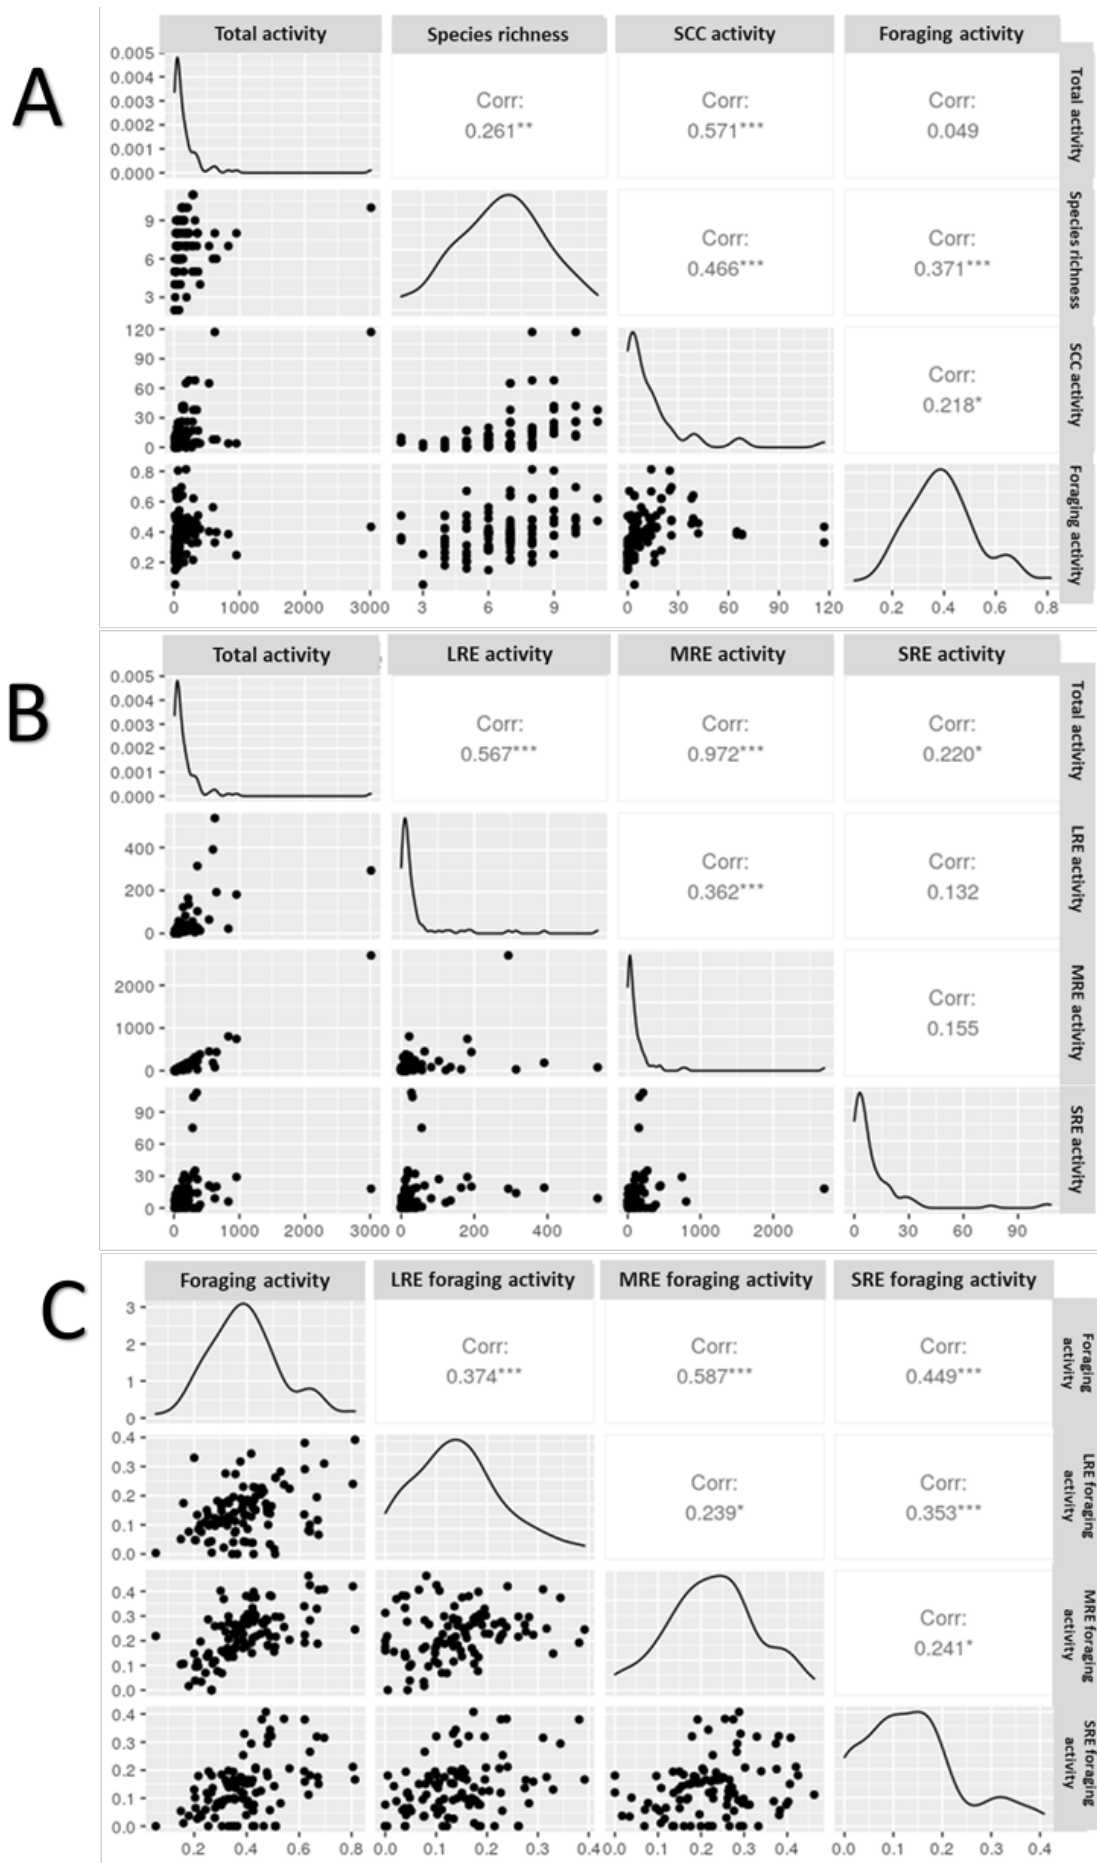 A
Total activity Species richness SCC activity Foraging activity
0.005
0.004
0.003
0.002
0.001
0.000
Corr:
0.261**
Corr:
0.571***
Corr:
0.049
Total activity
9
6
3
Corr:
0.466***
Corr:
0.371***
Species richness
120
90
60
30
0
Corr:
0.218*
SCC activity
0.8
0.6
0.4
0.2
Foraging activity
0 1000 2000 3000 3 6 9 0 30 60 90 120 0.2 0.4 0.6 0.8
B
Total activity LRE activity MRE activity SRE activity
0.005
0.004
0.003
0.002
0.001
0.000
Corr:
0.567***
Corr:
0.972***
Corr:
0.220*
Total activity
400
200
0
Corr:
0.362***
Corr:
0.132
LRE activity
2000
1000
0
Corr:
0.155
MRE activity
90
60
30
0
SRE activity
0 1000 2000 3000 0 200 400 0 1000 2000 0 30 60 90
C
Foraging activity LRE foraging activity MRE foraging activity SRE foraging activity
3
2
1
0
Corr:
0.374***
Corr:
0.587***
Corr:
0.449***
Foraging
activity
0.4
0.3
0.2
0.1
0.0
Corr:
0.239*
Corr:
0.353***
LRE foraging
activity
0.4
0.3
0.2
0.1
0.0
Corr:
0.241*
MRE foraging
activity
0.4
0.3
0.2
0.1
0.0
SRE foraging
activity
0.2 0.4 0.6 0.8 0.0 0.1 0.2 0.3 0.4 0.0 0.1 0.2 0.3 0.4 0.0 0.1 0.2 0.3 0.4